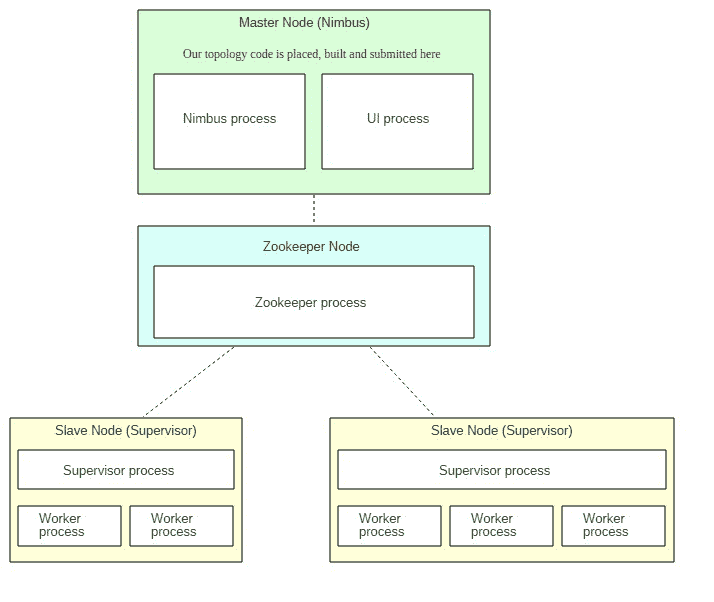 Master Node (Nimbus)
Our topology code is placed, built and submitted here
Nimbus process
UI process
Zookeeper Node
Zookeeper process
Slave Node (Supervisor)
Supervisor process
Worker
process
Worker
process
Slave Node (Supervisor)
Supervisor process
Worker
process
Worker
process
Worker
process